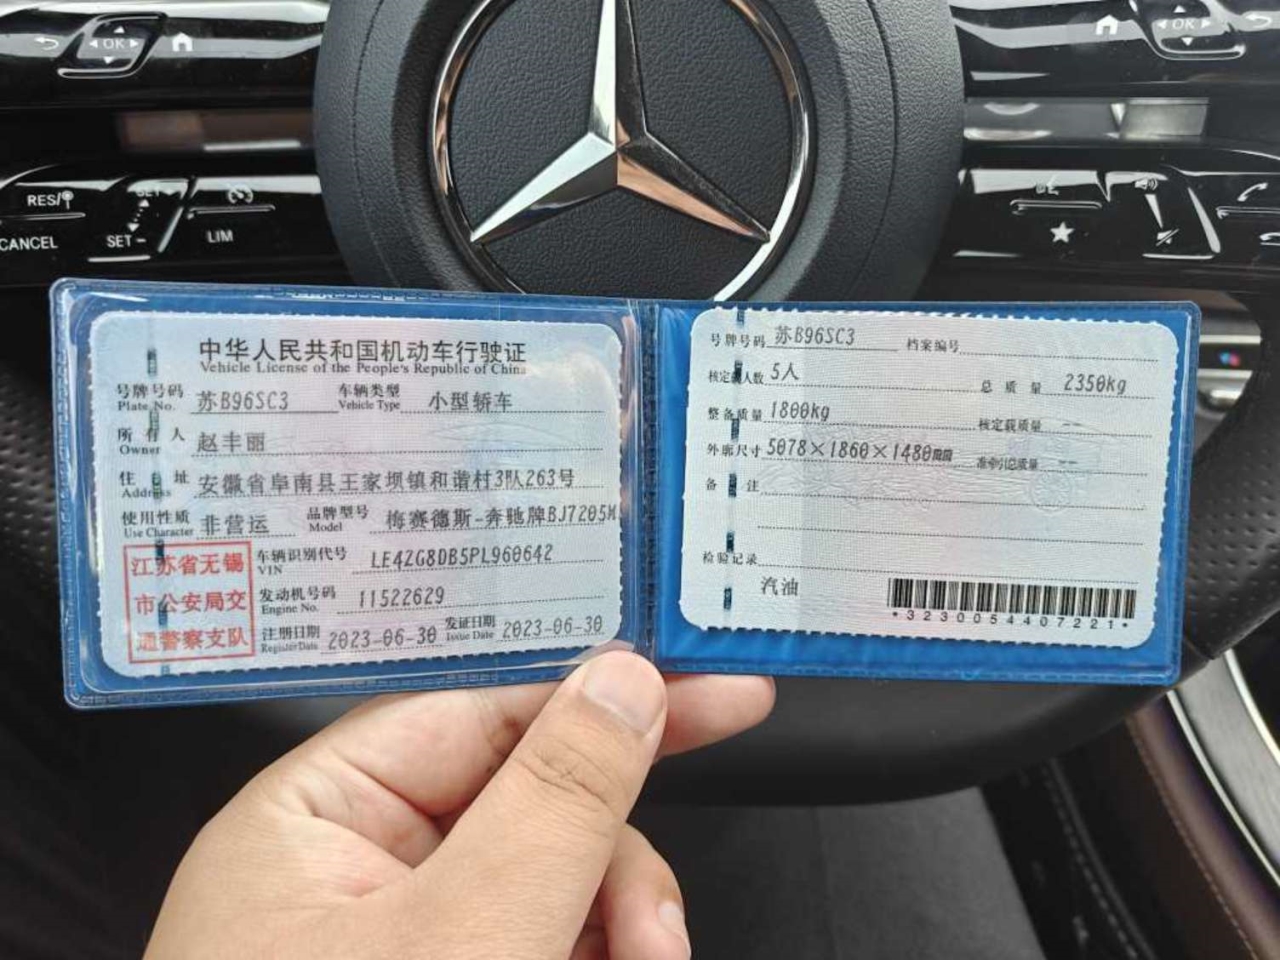 OK
OK
RES/
SET+
CANCEL
SET-
LIM
中华人民共和国机动车行驶证
Vehicle License of the People's Republic of China
号牌号码 苏B96SC3 车辆类型 小型轿车
Plate No. Vehicle Type
所有人 赵丰丽
Owner
住址 安徽省阜南县王家坝镇和谐村3队263号
Address
使用性质 非营运 品牌型号 梅赛德斯-奔驰牌BJ7205M
Use Character Model
江苏省无锡
市公安局交
通警察支队
车辆识别代号 LE4ZG8DB5PL960642
VIN
发动机号码 11522629
Engine No.
注册日期 2023-06-30 发证日期 2023-06-30
Register Date Issue Date
号牌号码 苏B96SC3 档案编号
核定载人数 5人 总质量 2350kg
整备质量 1800kg 核定载质量 --
外廓尺寸 5078×1860×1480mm 准牵引总质量 --
备注
检验记录
汽油
*3230054407221*